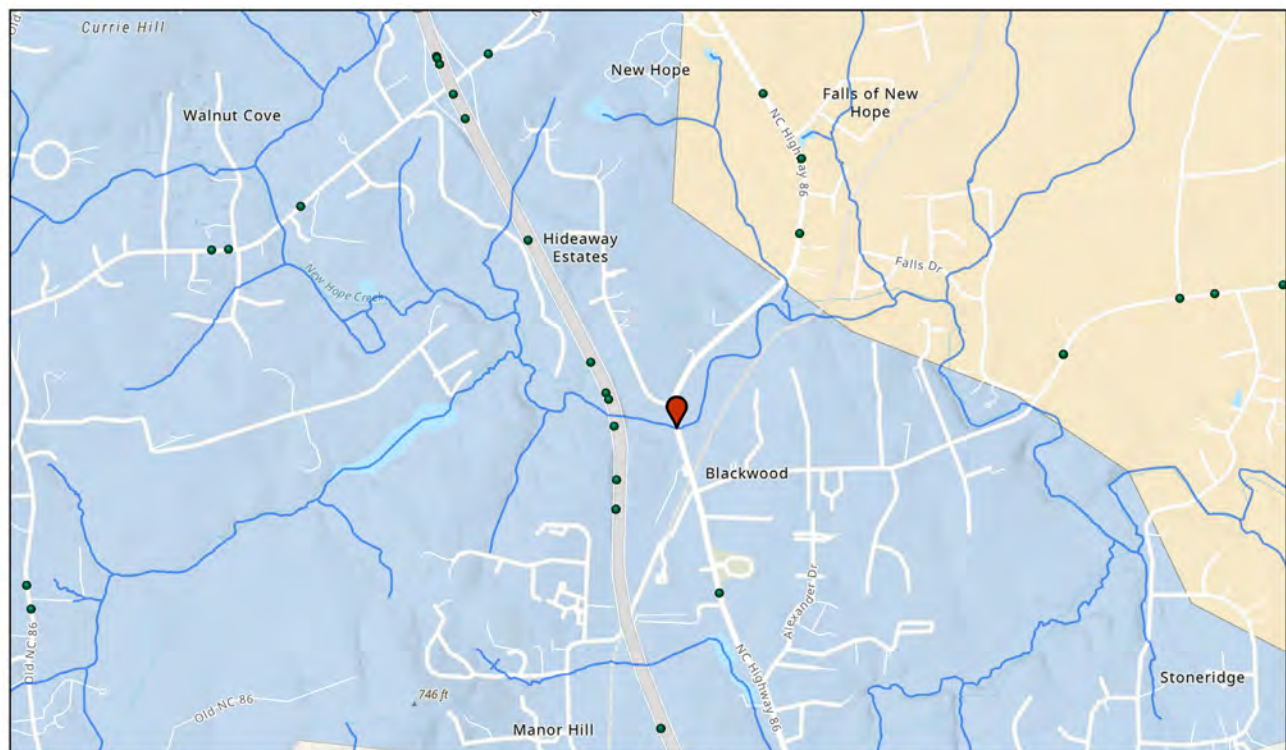 Currie Hill
New Hope
Walnut Cove
Falls of New
Hope
NC Highway 86
Hideaway
Estates
Falls Dr
New Hope Creek
Blackwood
Alexander Dr
Old NC 86
NC Highway 86
Stoneridge
746 ft
Old NC 86
Manor Hill